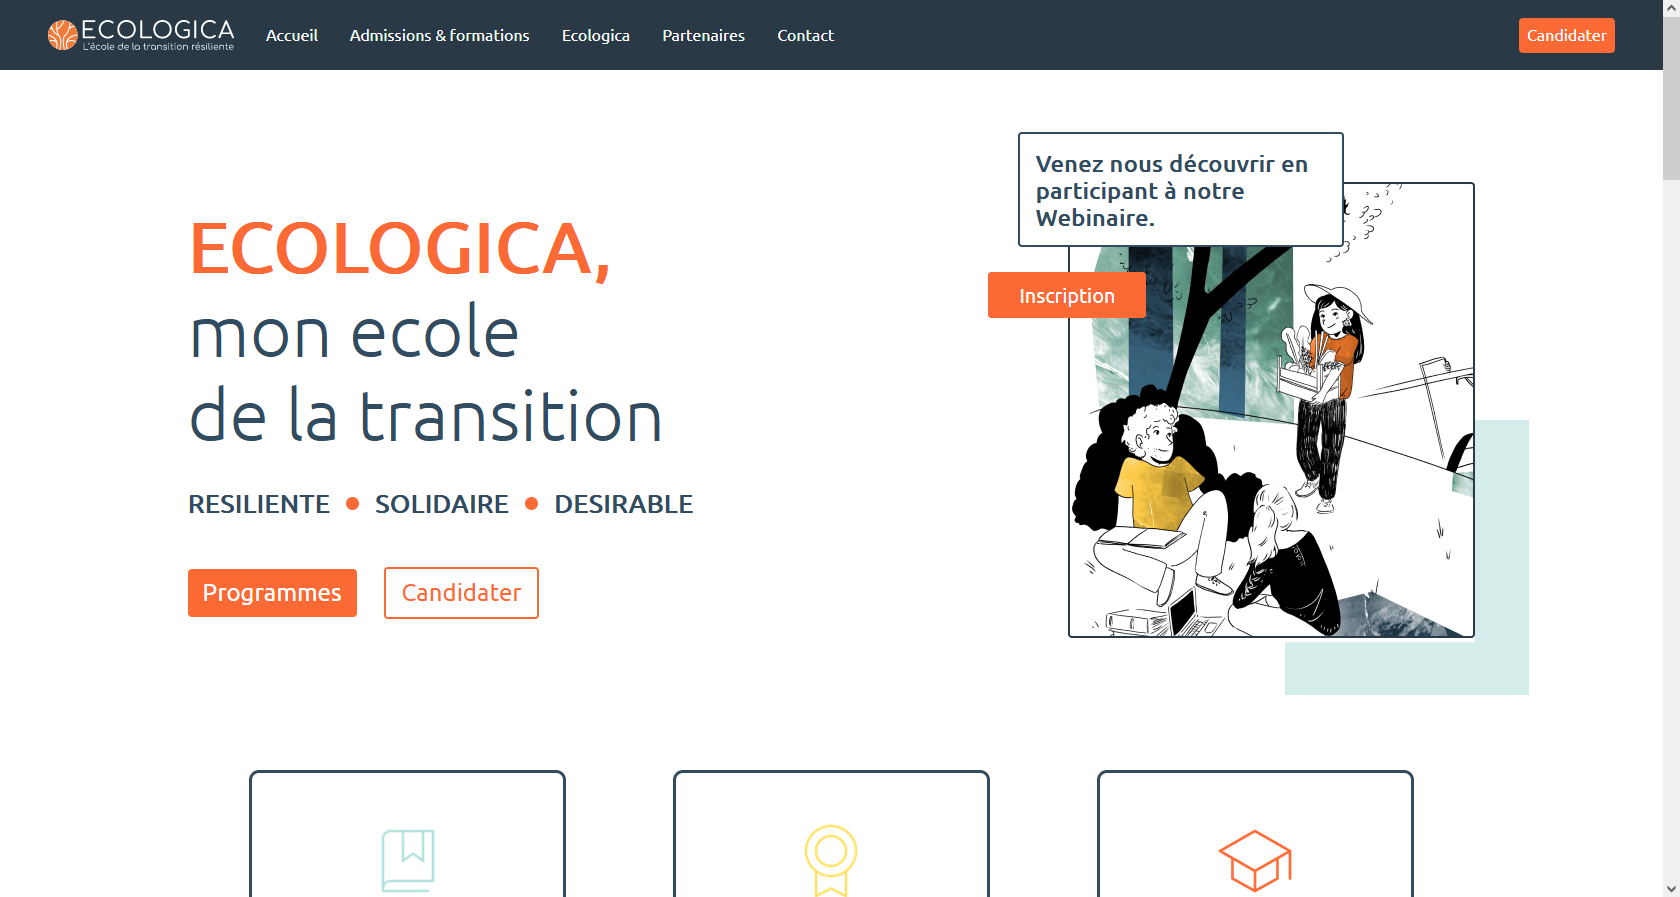 ECOLOGICA
L'école de la transition résiliente
Accueil
Admissions & formations
Ecologica
Partenaires
Contact
Candidater
ECOLOGICA,
mon ecole
de la transition
RESILIENTE • SOLIDAIRE • DESIRABLE
Programmes
Candidater
Venez nous découvrir en
participant à notre
Webinaire.
Inscription